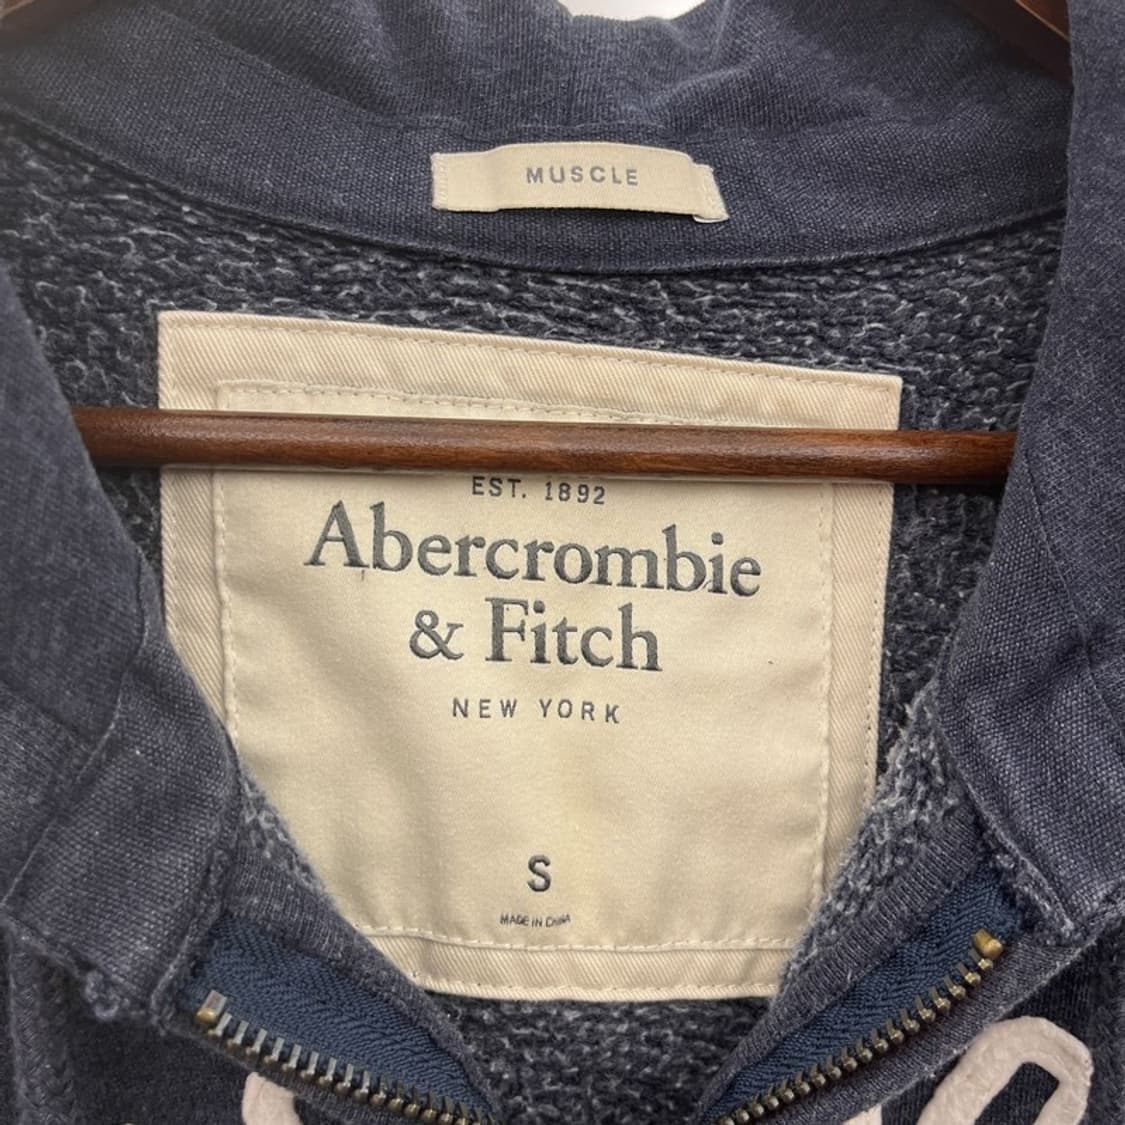 MUSCLE
EST. 1892
Abercrombie
& Fitch
NEW YORK
S
MADE IN CHINA